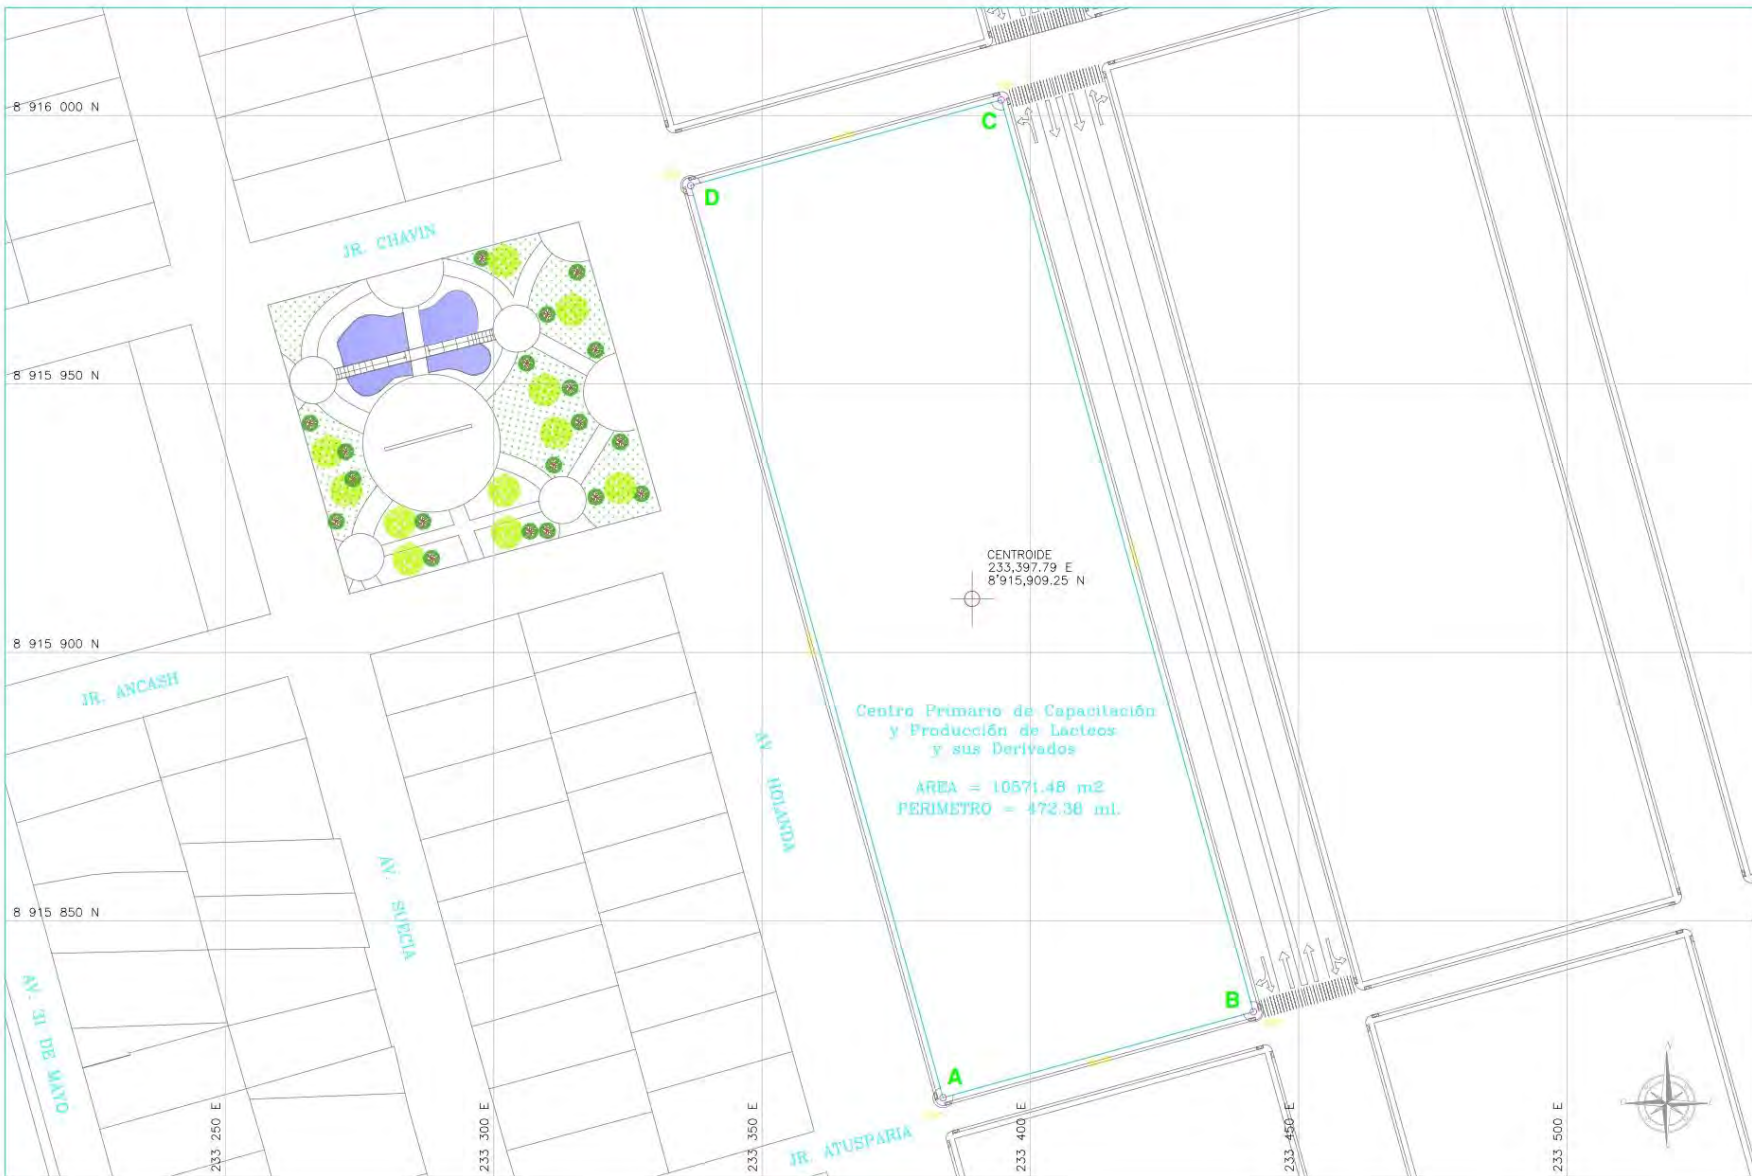 8 916 000 N
C
D
JR. CHAVIN
8 915 950 N
CENTROIDE
233,397.79 E
8'915,909.25 N
8 915 900 N
JR. ANCASH
Centro Primario de Capacitación
y Producción de Lacteos
y sus Derivados
AREA = 10571.48 m2
PERIMETRO = 472.38 ml.
AV. HOLANDA
8 915 850 N
AV. SUECIA
AV. 31 DE MAYO
B
A
JR. ATUSPARIA
233 250 E
233 300 E
233 350 E
233 400 E
233 450 E
233 500 E